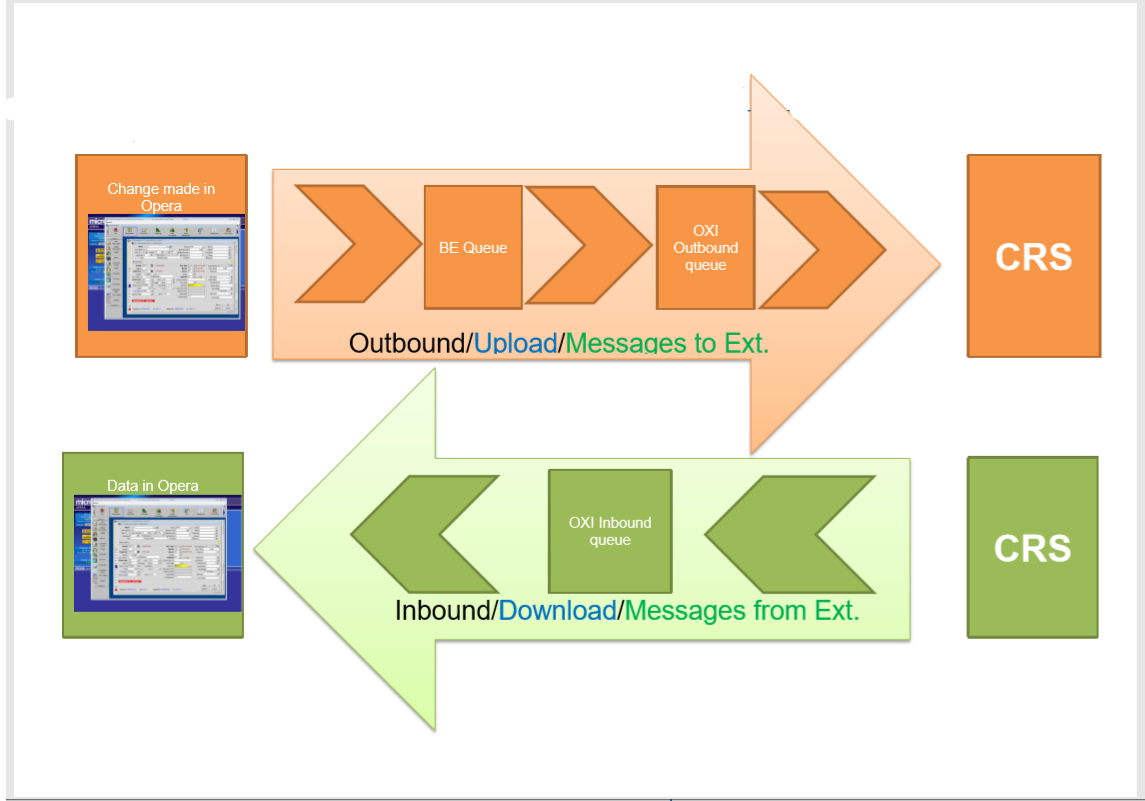 Change made in
Opera
BE Queue
OXI
Outbound
queue
CRS
Outbound/Upload/Messages to Ext.
Data in Opera
OXI Inbound
queue
CRS
Inbound/Download/Messages from Ext.